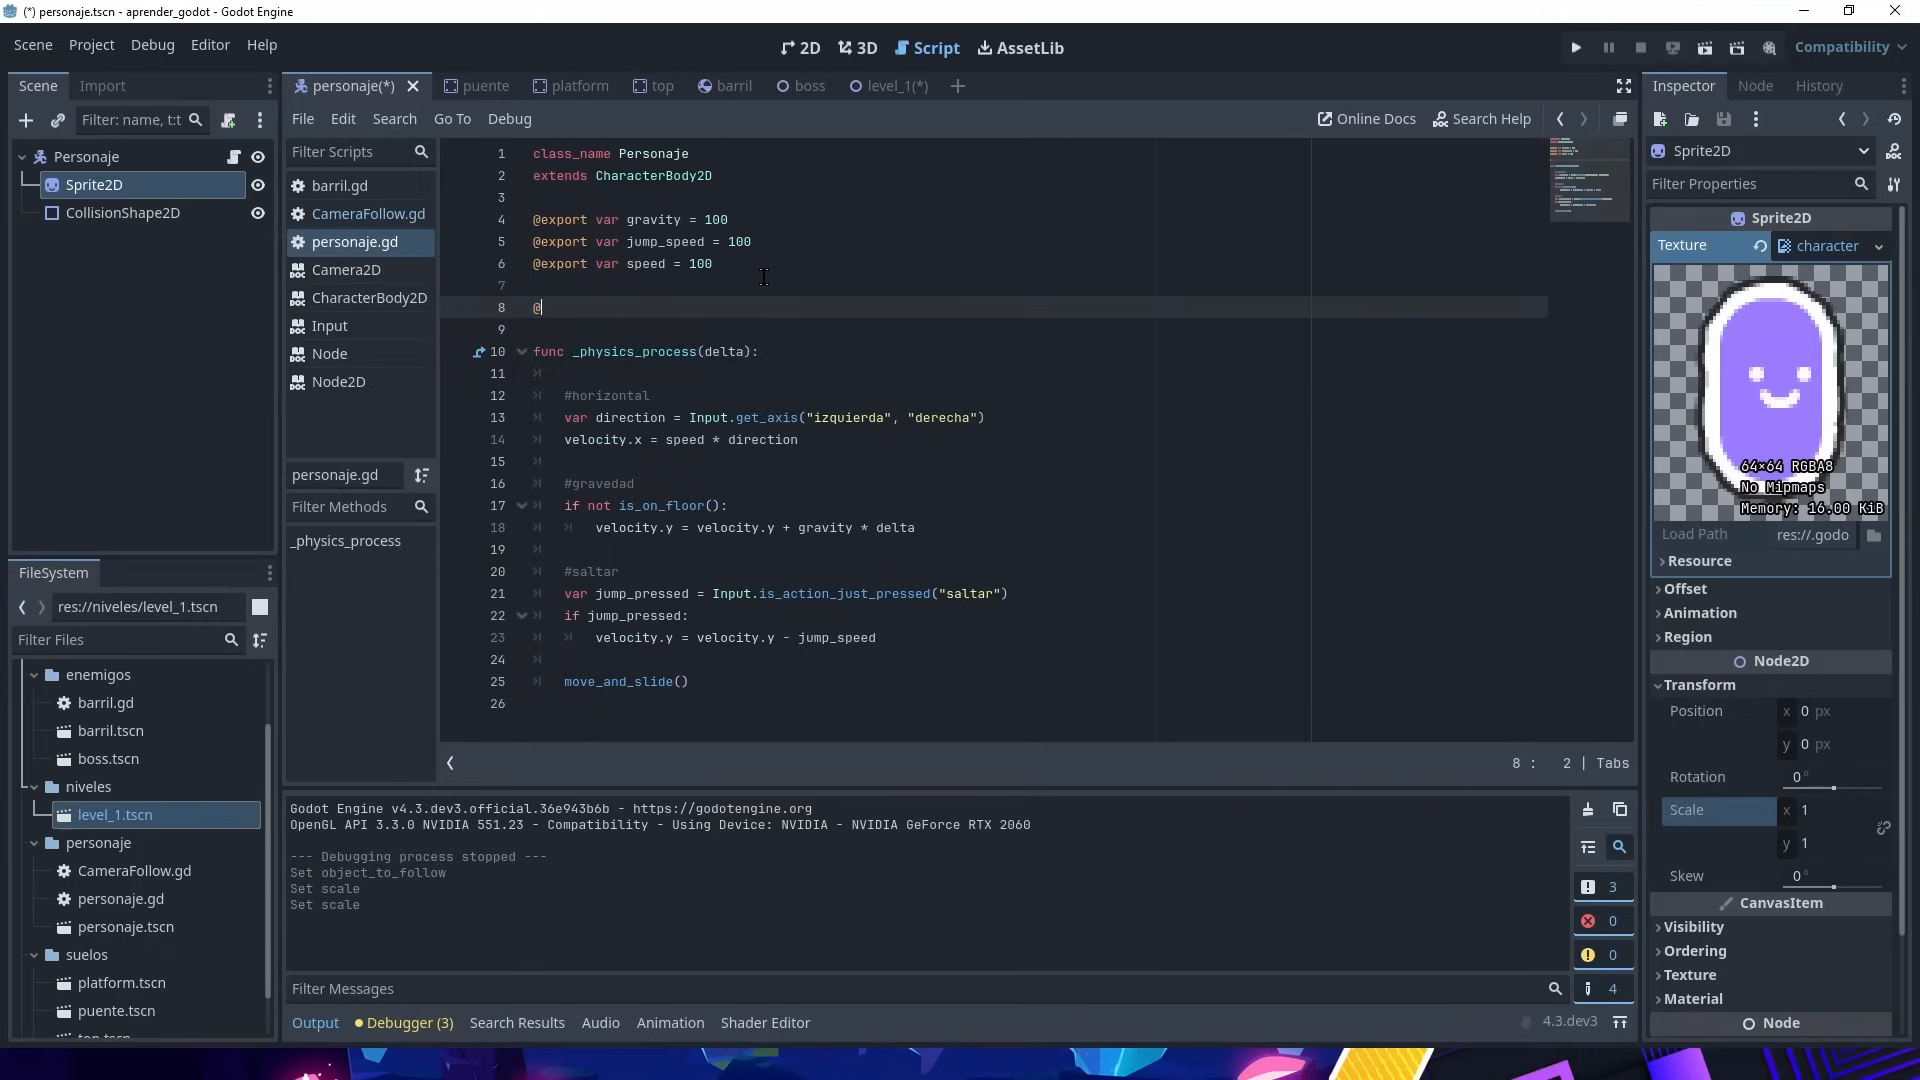 (*) personaje.tscn - aprender_godot - Godot Engine
Scene Project Debug Editor Help
2D 3D Script AssetLib
Compatibility
Scene Import
Filter: name, t:t
Personaje
Sprite2D
CollisionShape2D
FileSystem
res://niveles/level_1.tscn
Filter Files
enemigos
barril.gd
barril.tscn
boss.tscn
niveles
level_1.tscn
personaje
CameraFollow.gd
personaje.gd
personaje.tscn
suelos
platform.tscn
puente.tscn
personaje(*) puente platform top barril boss level_1(*)
File Edit Search Go To Debug
Online Docs Search Help
Filter Scripts
barril.gd
CameraFollow.gd
personaje.gd
Camera2D
CharacterBody2D
Input
Node
Node2D
personaje.gd
Filter Methods
_physics_process
1 class_name Personaje
2 extends CharacterBody2D
3
4 @export var gravity = 100
5 @export var jump_speed = 100
6 @export var speed = 100
7
8 @
9
10 func _physics_process(delta):
11
12 #horizontal
13 var direction = Input.get_axis("izquierda", "derecha")
14 velocity.x = speed * direction
15
16 #gravedad
17 if not is_on_floor():
18 velocity.y = velocity.y + gravity * delta
19
20 #saltar
21 var jump_pressed = Input.is_action_just_pressed("saltar")
22 if jump_pressed:
23 velocity.y = velocity.y - jump_speed
24
25 move_and_slide()
26
8 : 2 | Tabs
Godot Engine v4.3.dev3.official.36e943b6b - https://godotengine.org
OpenGL API 3.3.0 NVIDIA 551.23 - Compatibility - Using Device: NVIDIA - NVIDIA GeForce RTX 2060
--- Debugging process stopped ---
Set object_to_follow
Set scale
Set scale
3
0
0
4
Filter Messages
Output Debugger (3) Search Results Audio Animation Shader Editor
4.3.dev3
Inspector Node History
Sprite2D
Filter Properties
Sprite2D
Texture character
64×64 RGBA8
No Mipmaps
Memory: 16.00 KiB
Load Path res://.godo
Resource
Offset
Animation
Region
Node2D
Transform
Position x 0 px
y 0 px
Rotation 0 °
Scale x 1
y 1
Skew 0 °
CanvasItem
Visibility
Ordering
Texture
Material
Node